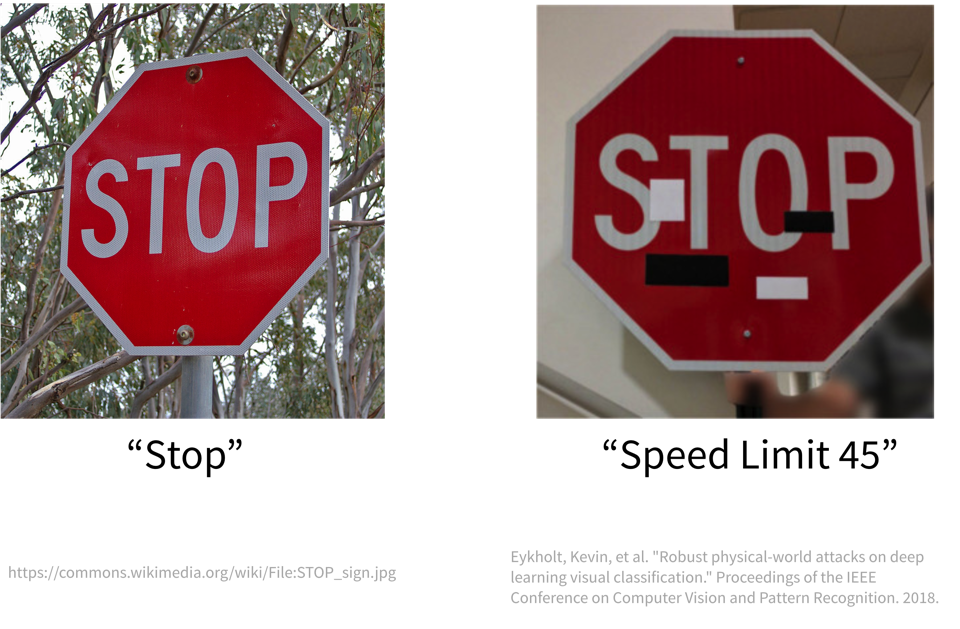 STOP
STOP
“Stop”
“Speed Limit 45”
https://commons.wikimedia.org/wiki/File:STOP_sign.jpg
Eykholt, Kevin, et al. "Robust physical-world attacks on deep
learning visual classification." Proceedings of the IEEE
Conference on Computer Vision and Pattern Recognition. 2018.